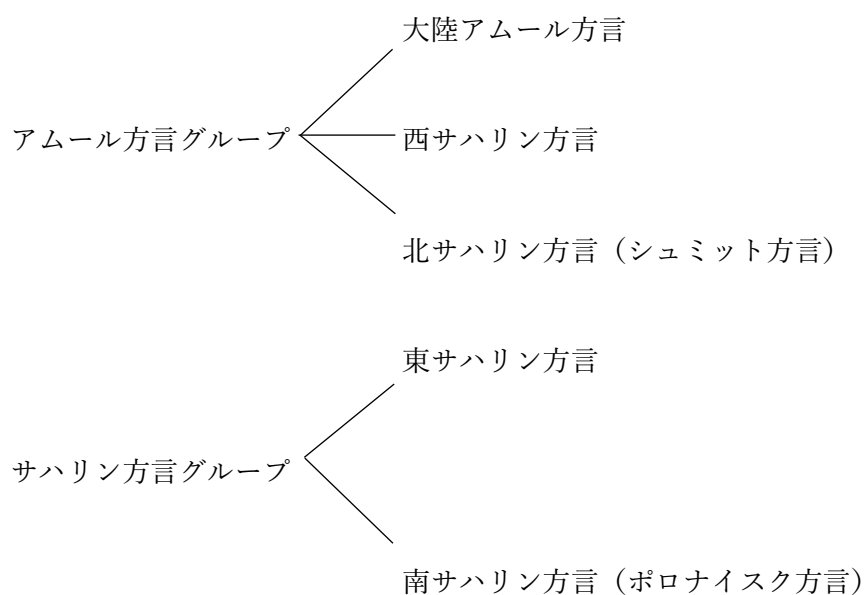 大陸アムール方言
アムール方言グループ
西サハリン方言
北サハリン方言（シュミット方言）
東サハリン方言
サハリン方言グループ
南サハリン方言（ポロナイスク方言）